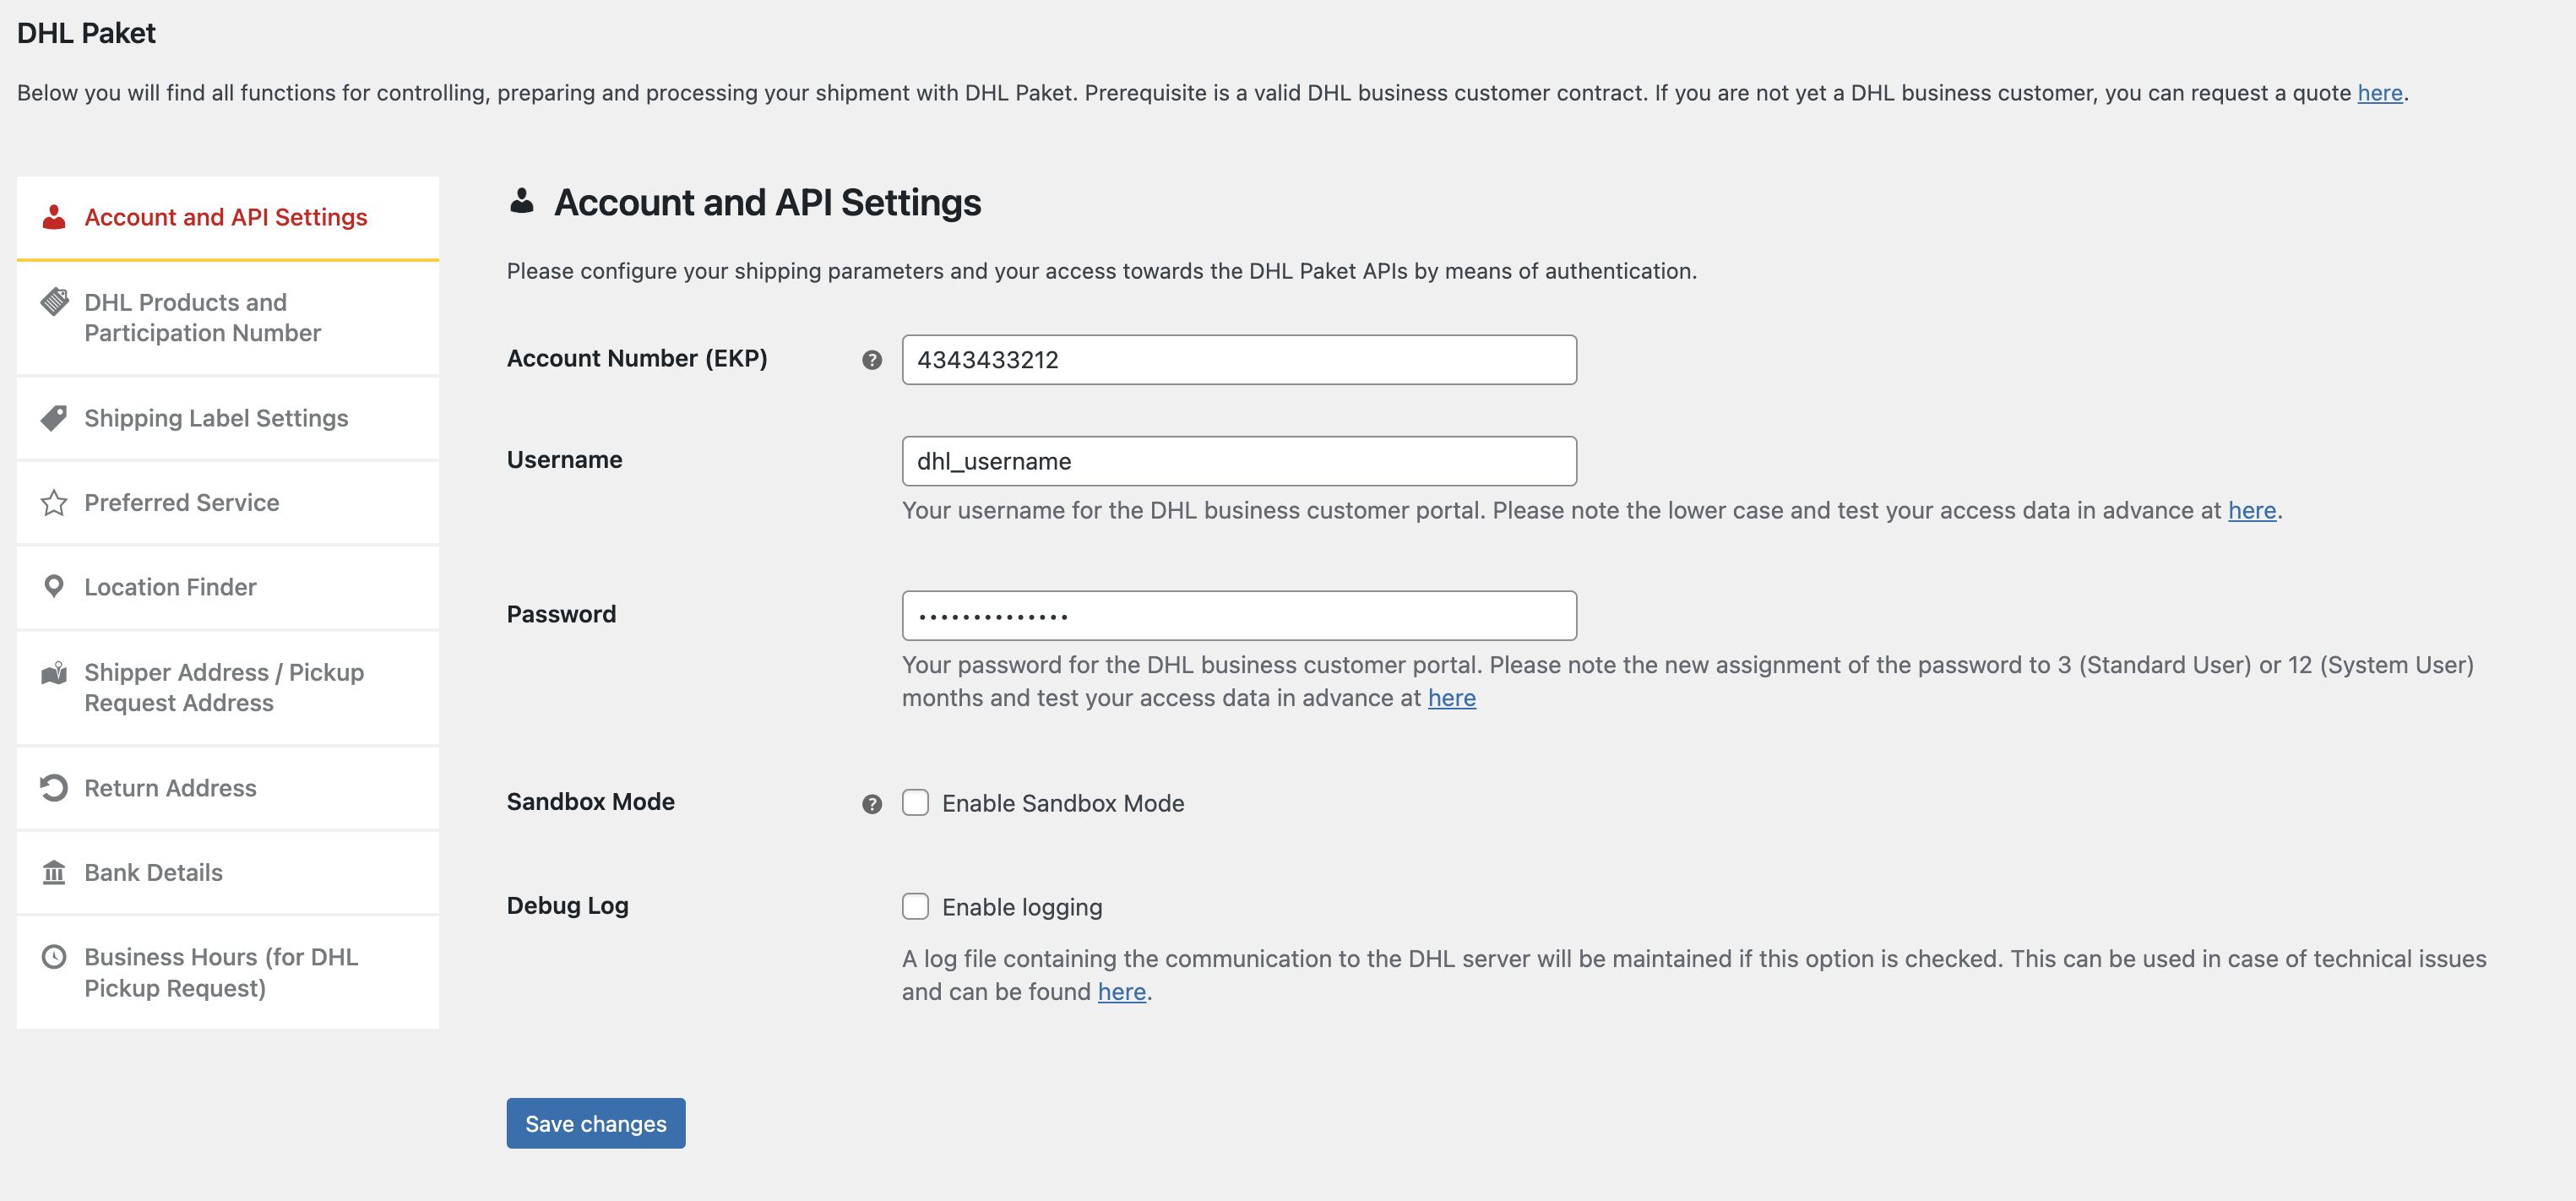 DHL Paket
Below you will find all functions for controlling, preparing and processing your shipment with DHL Paket. Prerequisite is a valid DHL business customer contract. If you are not yet a DHL business customer, you can request a quote here.
Account and API Settings
DHL Products and
Participation Number
Shipping Label Settings
Preferred Service
Location Finder
Shipper Address / Pickup
Request Address
Return Address
Bank Details
Business Hours (for DHL
Pickup Request)
Account and API Settings
Please configure your shipping parameters and your access towards the DHL Paket APIs by means of authentication.
Account Number (EKP) ? 4343433212
Username dhl_username
Your username for the DHL business customer portal. Please note the lower case and test your access data in advance at here.
Password ••••••••••••••
Your password for the DHL business customer portal. Please note the new assignment of the password to 3 (Standard User) or 12 (System User)
months and test your access data in advance at here
Sandbox Mode ? Enable Sandbox Mode
Debug Log Enable logging
A log file containing the communication to the DHL server will be maintained if this option is checked. This can be used in case of technical issues
and can be found here.
Save changes